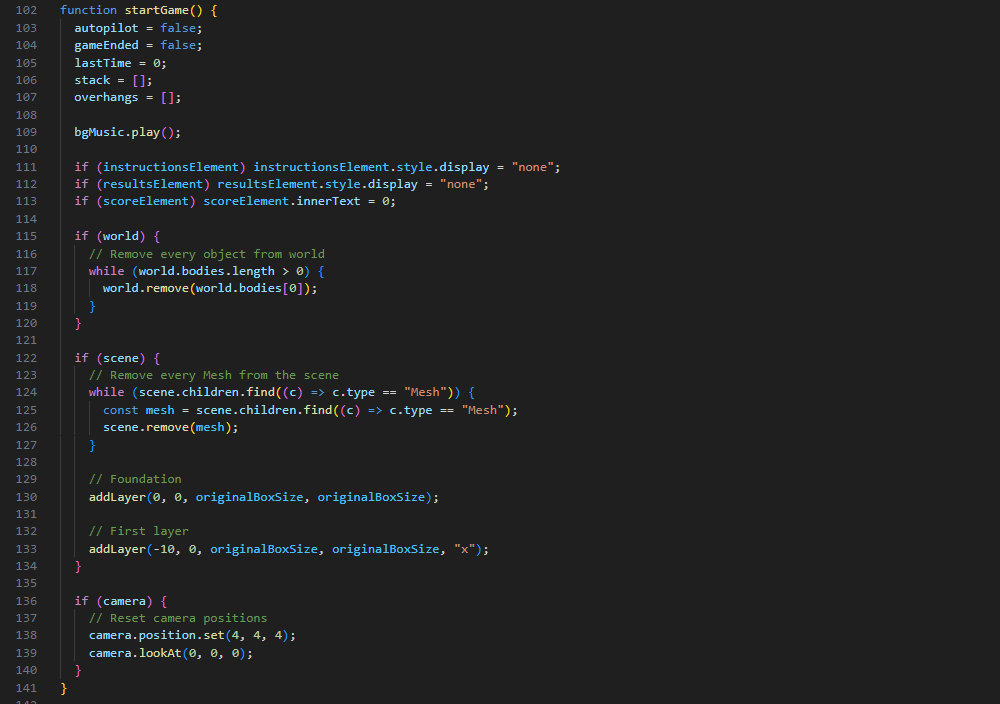 102 function startGame() {
103 autopilot = false;
104 gameEnded = false;
105 lastTime = 0;
106 stack = [];
107 overhangs = [];
108
109 bgMusic.play();
110
111 if (instructionsElement) instructionsElement.style.display = "none";
112 if (resultsElement) resultsElement.style.display = "none";
113 if (scoreElement) scoreElement.innerText = 0;
114
115 if (world) {
116 // Remove every object from world
117 while (world.bodies.length > 0) {
118 world.remove(world.bodies[0]);
119 }
120 }
121
122 if (scene) {
123 // Remove every Mesh from the scene
124 while (scene.children.find((c) => c.type == "Mesh")) {
125 const mesh = scene.children.find((c) => c.type == "Mesh");
126 scene.remove(mesh);
127 }
128
129 // Foundation
130 addLayer(0, 0, originalBoxSize, originalBoxSize);
131
132 // First layer
133 addLayer(-10, 0, originalBoxSize, originalBoxSize, "x");
134 }
135
136 if (camera) {
137 // Reset camera positions
138 camera.position.set(4, 4, 4);
139 camera.lookAt(0, 0, 0);
140 }
141 }